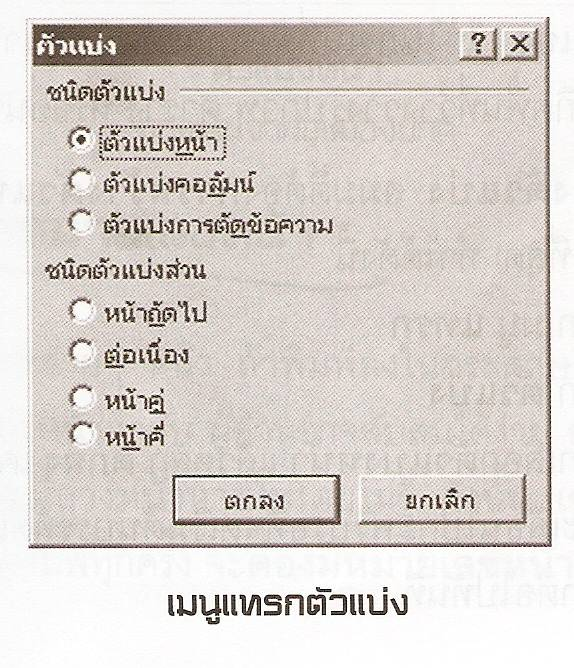 ตัวแบ่ง ? X
ชนิดตัวแบ่ง
ตัวแบ่งหน้า
ตัวแบ่งคอลัมน์
ตัวแบ่งการตัดข้อความ
ชนิดตัวแบ่งส่วน
หน้าถัดไป
ต่อเนื่อง
หน้าคู่
หน้าคี่
ตกลง ยกเลิก
เมนูแทรกตัวแบ่ง